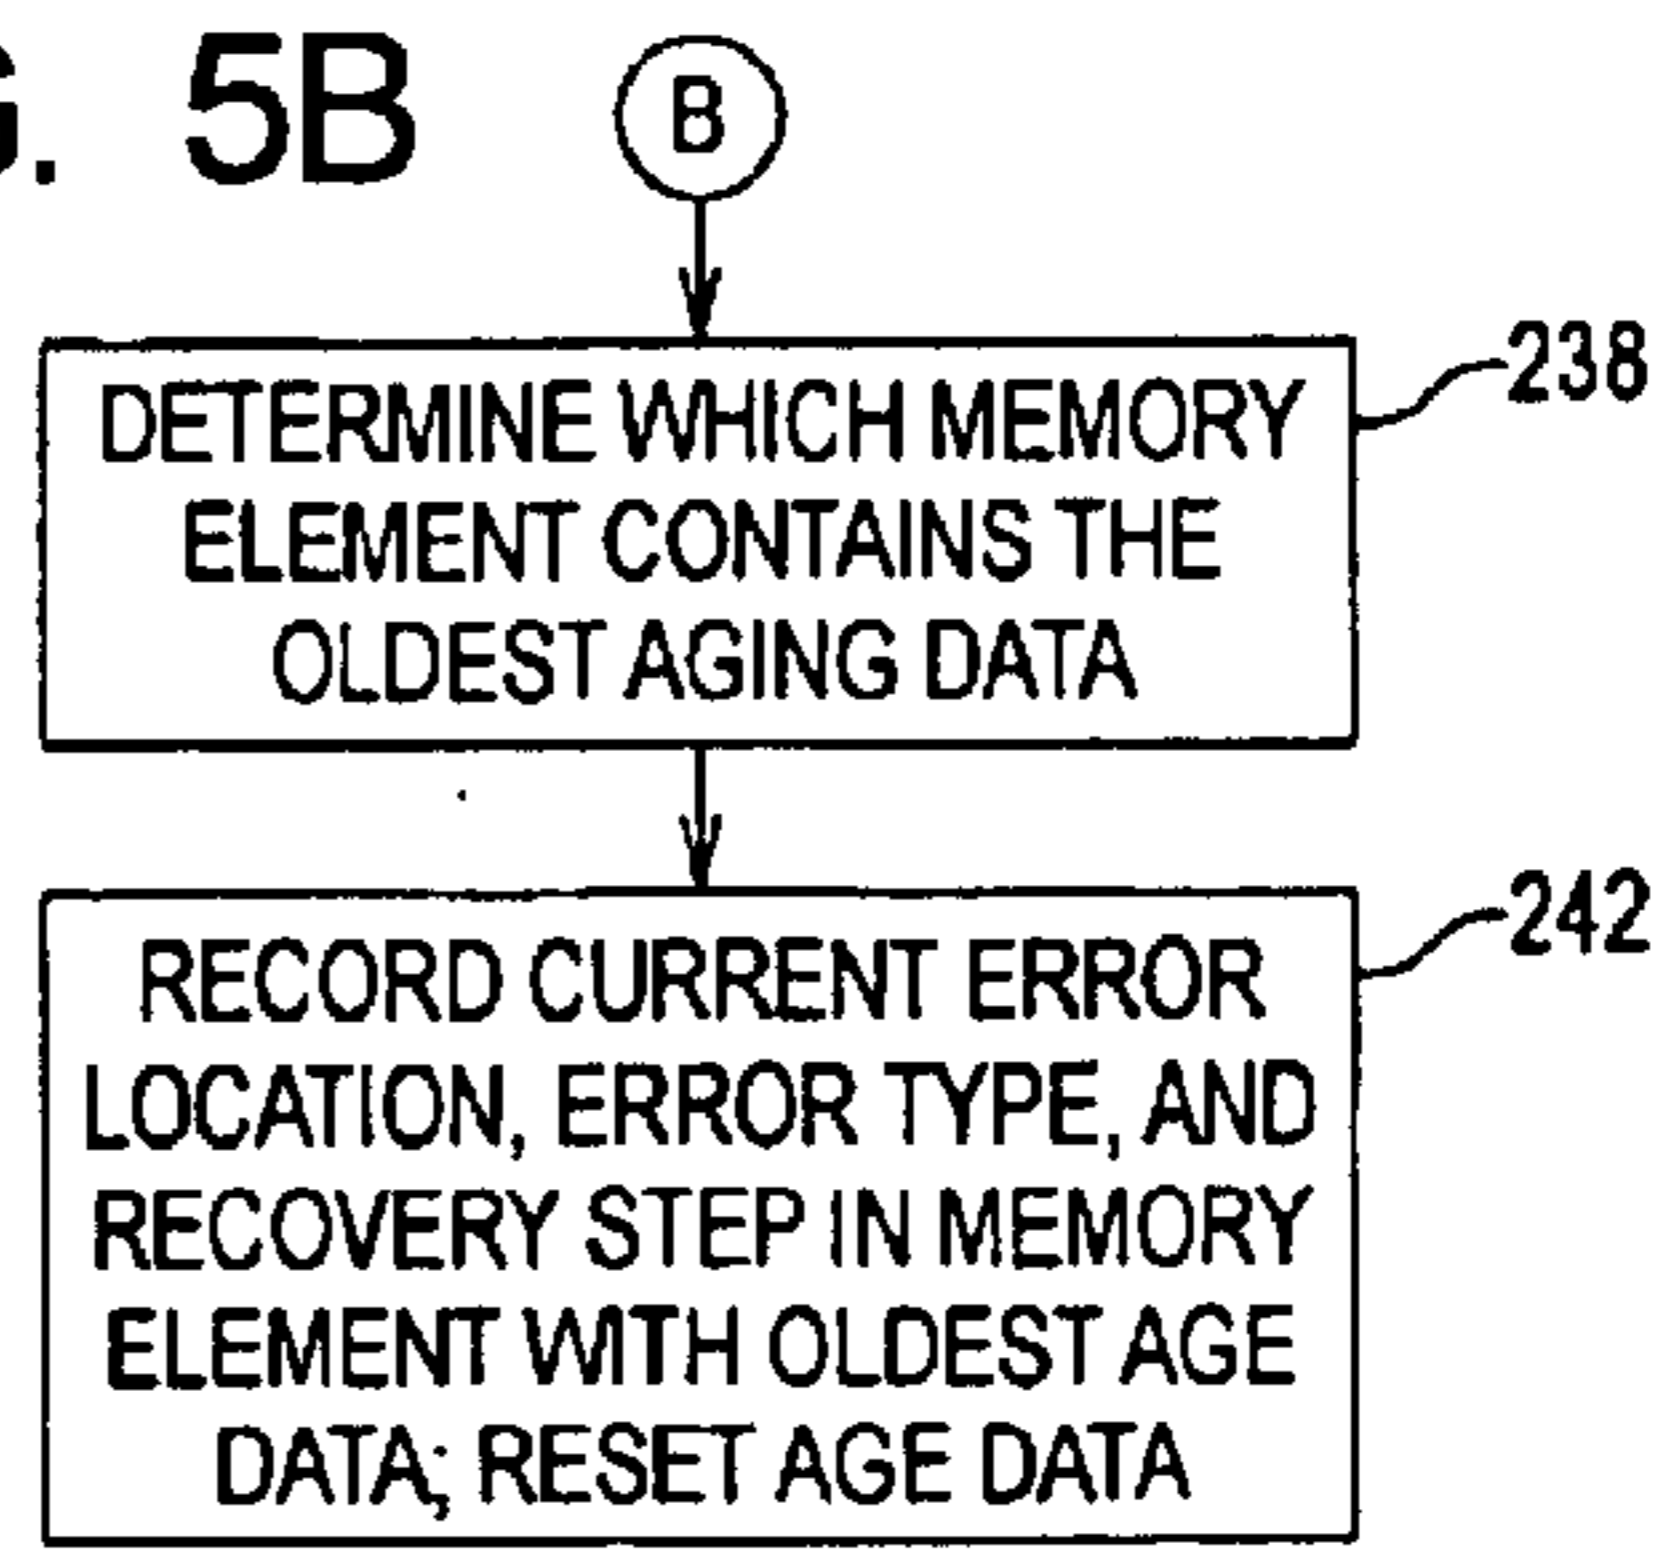 G. 5B
B
DETERMINE WHICH MEMORY
ELEMENT CONTAINS THE
OLDEST AGING DATA
238
RECORD CURRENT ERROR
LOCATION, ERROR TYPE, AND
RECOVERY STEP IN MEMORY
ELEMENT WITH OLDEST AGE
DATA; RESET AGE DATA
242